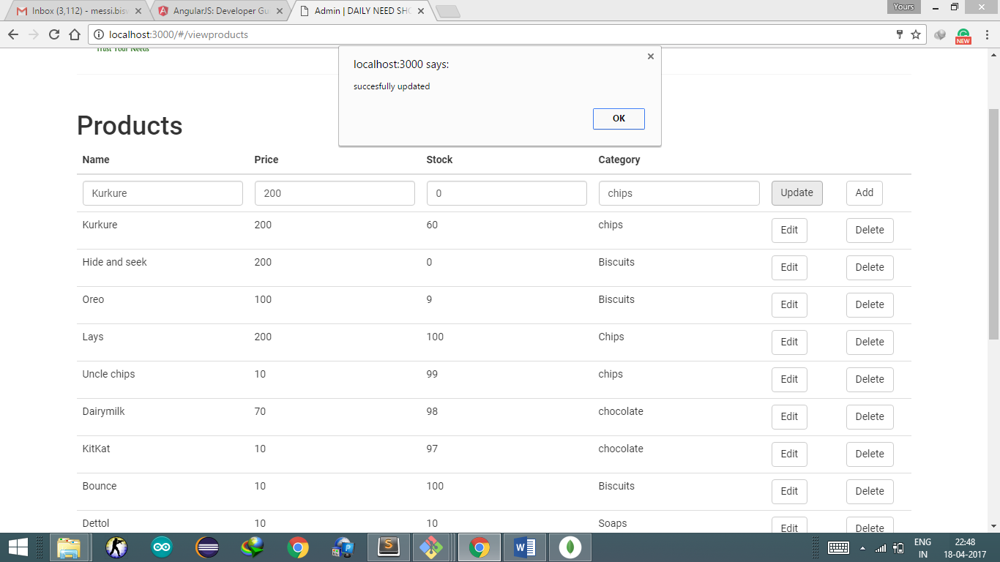 Inbox (3,112) - messi.bis
AngularJS: Developer Gu
Admin | DAILY NEED SHO
Yours
localhost:3000/#/viewproducts
NEW
Trust Your Needs
localhost:3000 says:
succesfully updated
OK
Products
Name Price Stock Category
Kurkure 200 0 chips Update Add
Kurkure 200 60 chips Edit Delete
Hide and seek 200 0 Biscuits Edit Delete
Oreo 100 9 Biscuits Edit Delete
Lays 200 100 Chips Edit Delete
Uncle chips 10 99 chips Edit Delete
Dairymilk 70 98 chocolate Edit Delete
KitKat 10 97 chocolate Edit Delete
Bounce 10 100 Biscuits Edit Delete
Dettol 10 10 Soaps Edit Delete
ENG 22:48
IN 18-04-2017